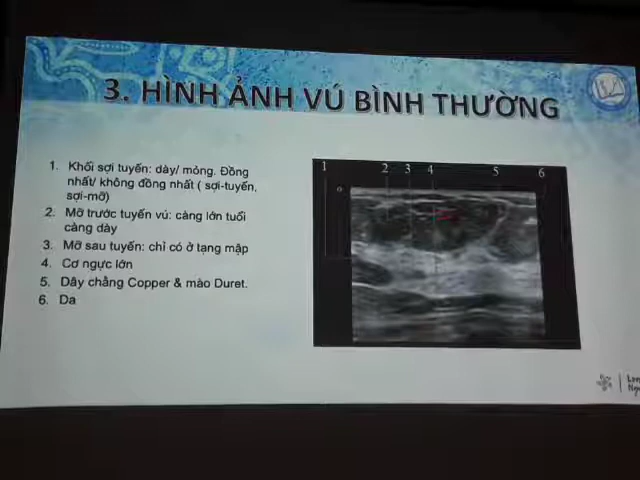 3. HÌNH ẢNH VÚ BÌNH THƯỜNG
1. Khối sợi tuyến: dày/ mỏng. Đồng
nhất/ không đồng nhất ( sợi-tuyến,
sợi-mỡ)
2. Mỡ trước tuyến vú: càng lớn tuổi
càng dày
3. Mỡ sau tuyến: chỉ có ở tạng mập
4. Cơ ngực lớn
5. Dây chằng Copper & mào Duret.
6. Da
1 2 3 4 5 6